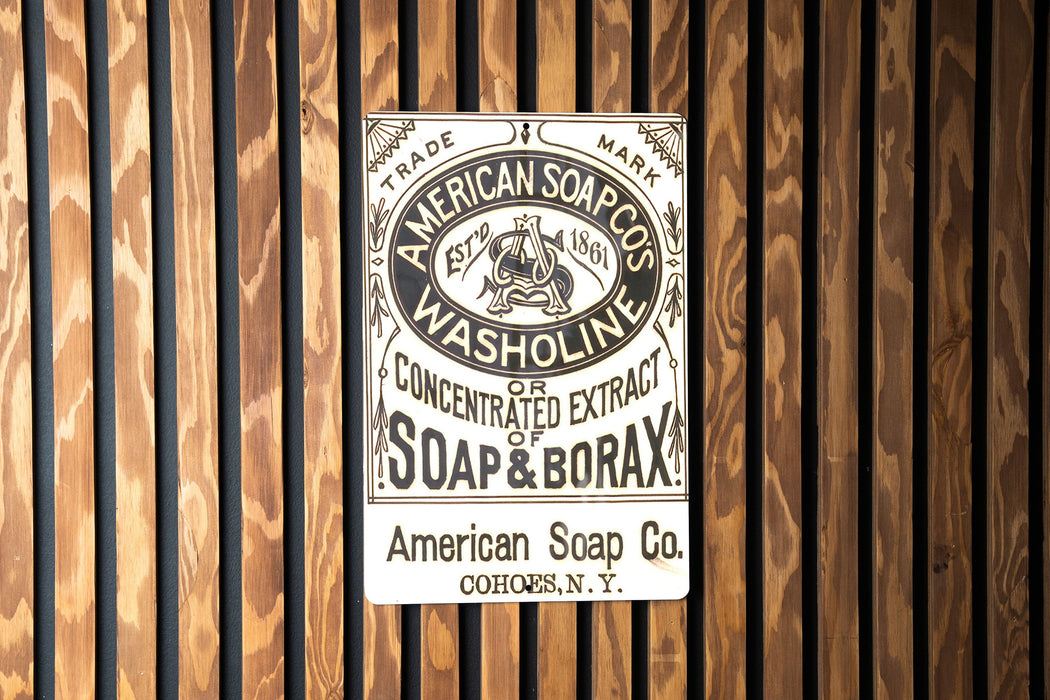 TRADE MARK
AMERICAN SOAP CO'S
EST'D 1861
WASHOLINE
OR
CONCENTRATED EXTRACT
OF
SOAP & BORAX.
American Soap Co.
COHOES, N. Y.